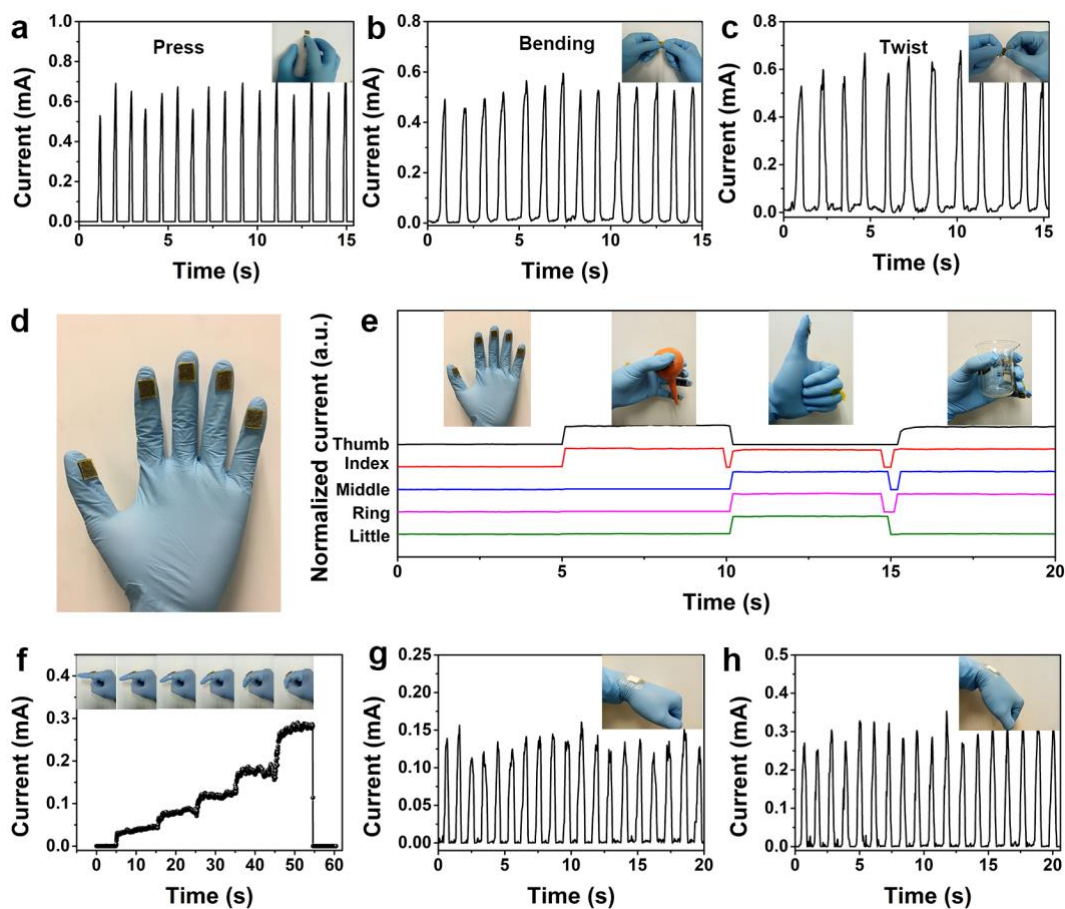 a
Press
Current (mA)
1.0
0.8
0.6
0.4
0.2
0.0
0 5 10 15
Time (s)
b
Bending
Current (mA)
0.8
0.6
0.4
0.2
0.0
0 5 10 15
Time (s)
c
Twist
Current (mA)
0.8
0.6
0.4
0.2
0.0
0 5 10 15
Time (s)
d
e
Normalized current (a.u.)
Thumb
Index
Middle
Ring
Little
0 5 10 15 20
Time (s)
f
Current (mA)
0.4
0.3
0.2
0.1
0.0
0 10 20 30 40 50 60
Time (s)
g
Current (mA)
0.25
0.20
0.15
0.10
0.05
0.00
0 5 10 15 20
Time (s)
h
Current (mA)
0.5
0.4
0.3
0.2
0.1
0.0
0 5 10 15 20
Time (s)